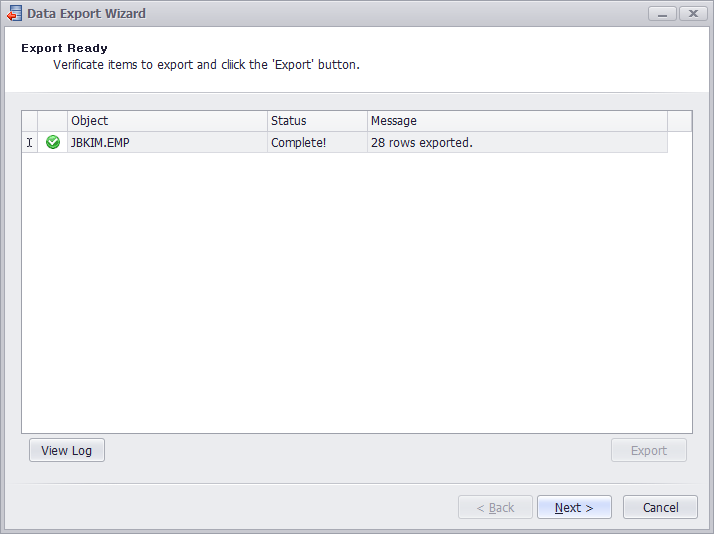 Data Export Wizard
Export Ready
Verificate items to export and cliick the 'Export' button.
Object Status Message
JBKIM.EMP Complete! 28 rows exported.
View Log Export
< Back Next > Cancel